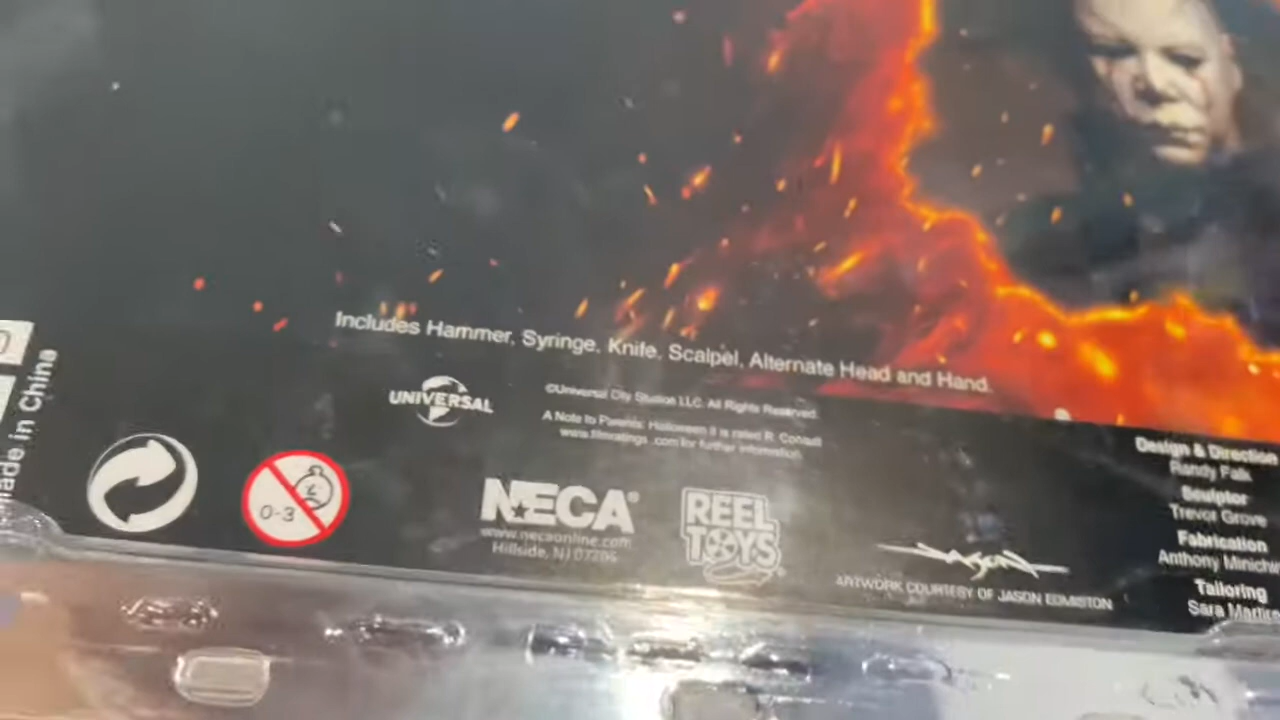 Includes Hammer, Syringe, Knife, Scalpel, Alternate Head and Hand.
UNIVERSAL
©Universal City Studios LLC. All Rights Reserved.
A Note to Parents: Halloween II is rated R. Consult
www.filmratings.com for further information.
0-3
NECA®
www.necaonline.com
Hillside, NJ 07205
REEL
TOYS
ARTWORK COURTESY OF JASON EDMISTON
Design & Direction
Randy Falk
Sculptor
Trevor Grove
Fabrication
Anthony
Tailoring
Sara
Made in China